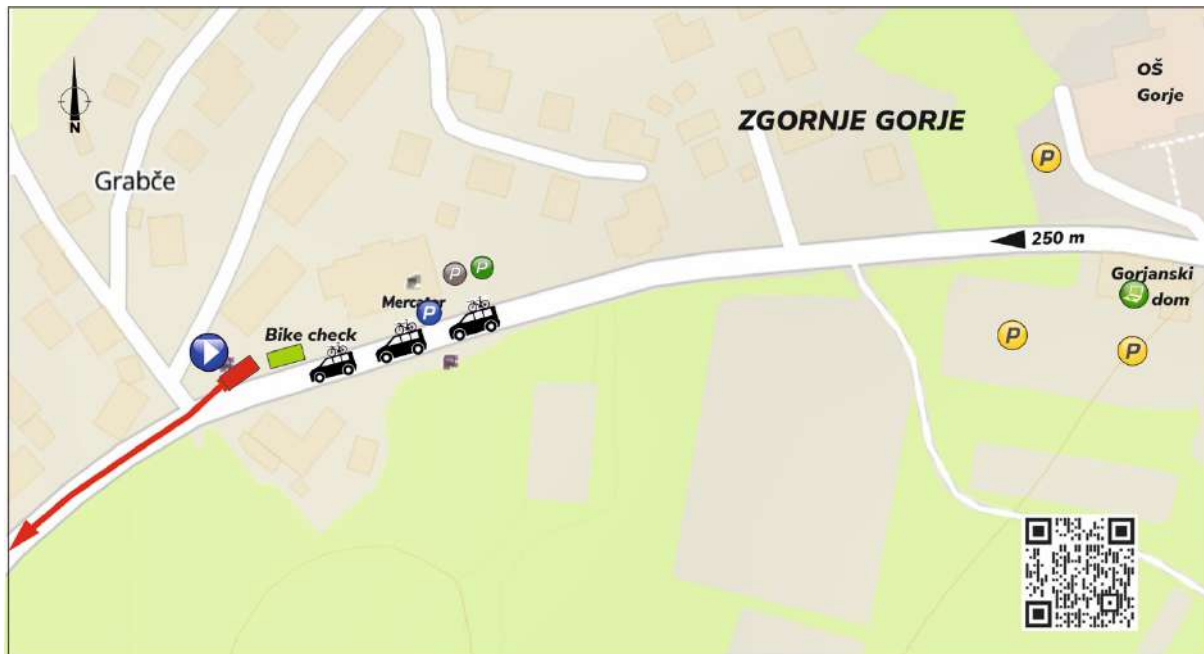 OŠ
Gorje
ZGORNJE GORJE
P
N
Grabče
250 m
P
P
Gorjanski
dom
Mercator
P
Bike check
P
P